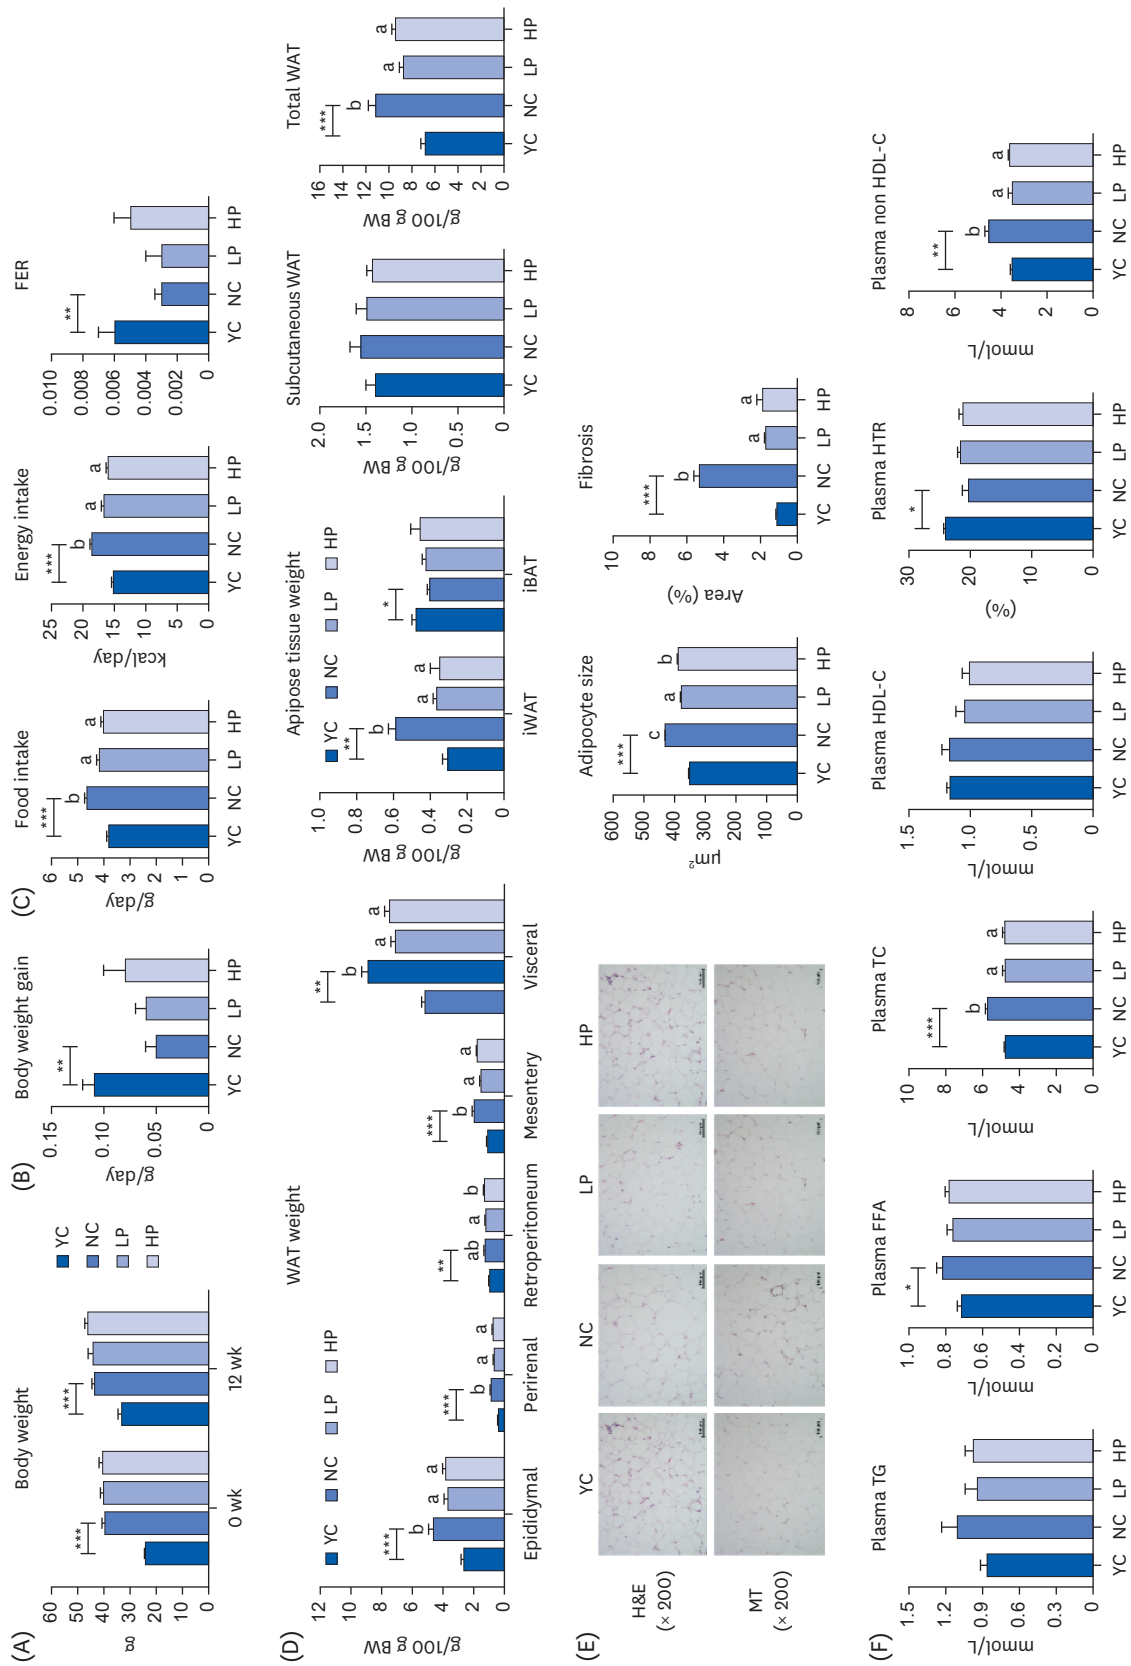 (A)
Body weight
g
60
50
40
30
20
10
0
***
***
0 wk
12 wk
YC
NC
LP
HP
(B)
Body weight gain
g/day
0.15
0.10
0.05
0
**
YC NC LP HP
(C)
Food intake
g/day
6
5
4
3
2
1
0
***
b
a
a
YC NC LP HP
Energy intake
kcal/day
25
20
15
10
5
0
***
b
a
a
YC NC LP HP
FER
0.010
0.008
0.006
0.004
0.002
0
**
YC NC LP HP
(D)
WAT weight
YC NC LP HP
g/100 g BW
12
10
8
6
4
2
0
***
b
a
a
***
b
a
a
**
ab
a
b
***
b
a
a
**
b
a
a
Epididymal Perirenal Retroperitoneum Mesentery Visceral
Apipose tissue weight
YC NC LP HP
g/100 g BW
1.0
0.8
0.6
0.4
0.2
0
**
b
a
a
*
iWAT iBAT
Subcutaneous WAT
g/100 g BW
2.0
1.5
1.0
0.5
0
YC NC LP HP
Total WAT
g/100 g BW
16
14
12
10
8
6
4
2
0
***
b
a
a
YC NC LP HP
(E)
YC NC LP HP
H&E
(× 200)
MT
(× 200)
Adipocyte size
µm²
600
500
400
300
200
100
0
***
c
a
b
YC NC LP HP
Fibrosis
Area (%)
10
8
6
4
2
0
***
b
a
a
YC NC LP HP
(F)
Plasma TG
mmol/L
1.5
1.2
0.9
0.6
0.3
0
YC NC LP HP
Plasma FFA
mmol/L
1.0
0.8
0.6
0.4
0.2
0
*
YC NC LP HP
Plasma TC
mmol/L
10
8
6
4
2
0
***
b
a
a
YC NC LP HP
Plasma HDL-C
mmol/L
1.5
1.0
0.5
0
YC NC LP HP
Plasma HTR
(%)
30
20
10
0
*
YC NC LP HP
Plasma non HDL-C
mmol/L
8
6
4
2
0
**
b
a
a
YC NC LP HP